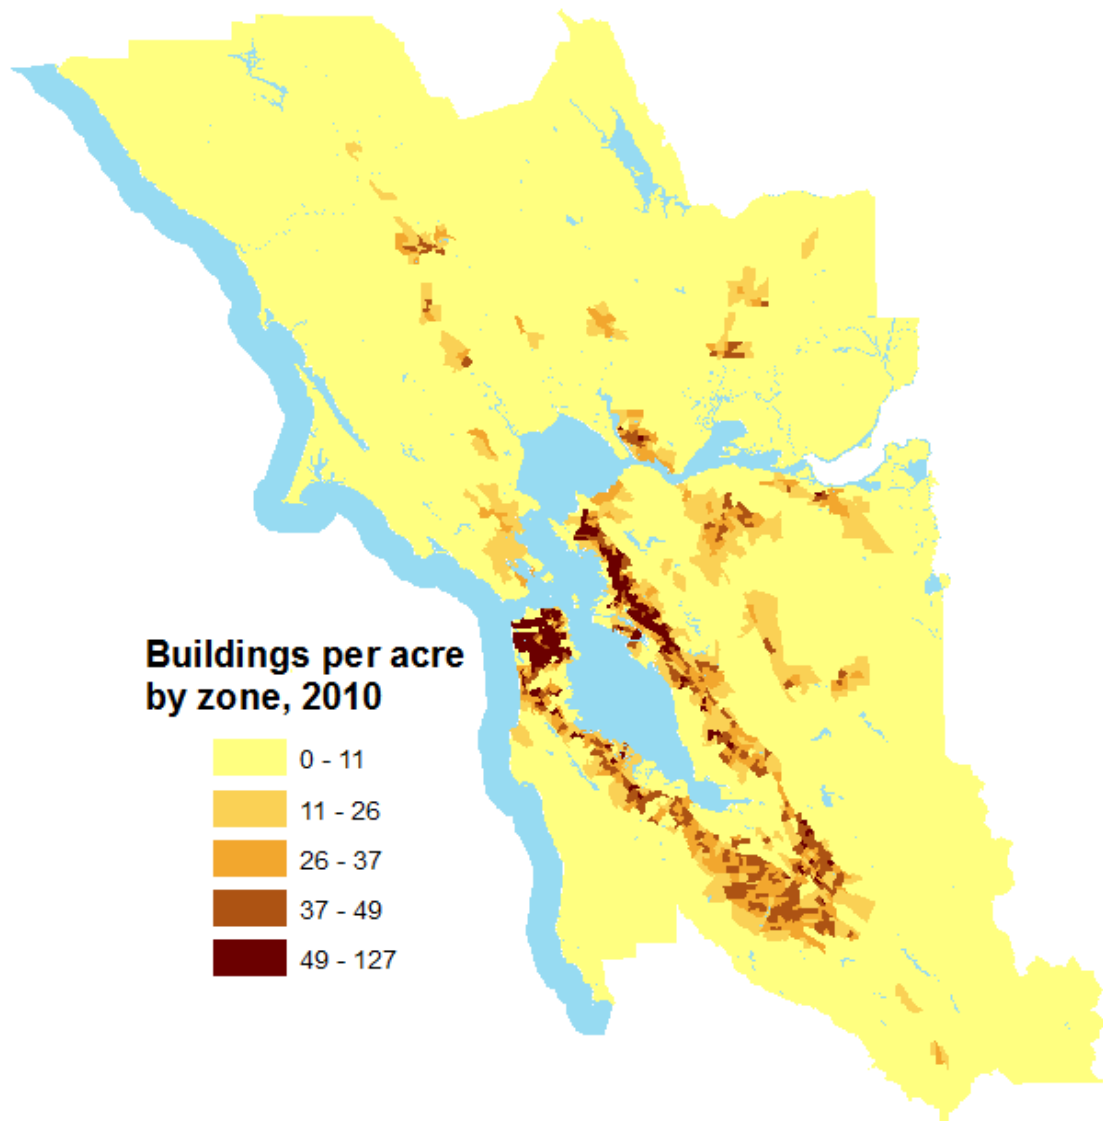 Buildings per acre
by zone, 2010
0 - 11
11 - 26
26 - 37
37 - 49
49 - 127